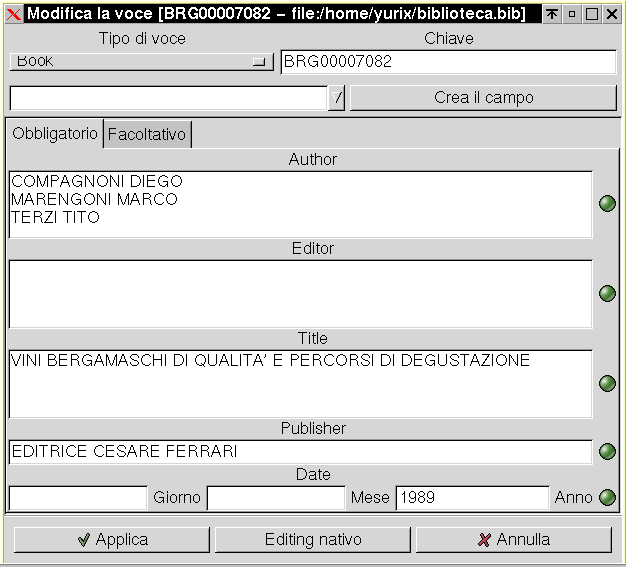 Modifica la voce [BRG00007082 – file:/home/yurix/biblioteca.bib]
Tipo di voce Chiave
Book BRG00007082
Crea il campo
Obbligatorio Facoltativo
Author
COMPAGNONI DIEGO
MARENGONI MARCO
TERZI TITO
Editor
Title
VINI BERGAMASCHI DI QUALITA' E PERCORSI DI DEGUSTAZIONE
Publisher
EDITRICE CESARE FERRARI
Date
Giorno Mese 1989 Anno
Applica Editing nativo Annulla